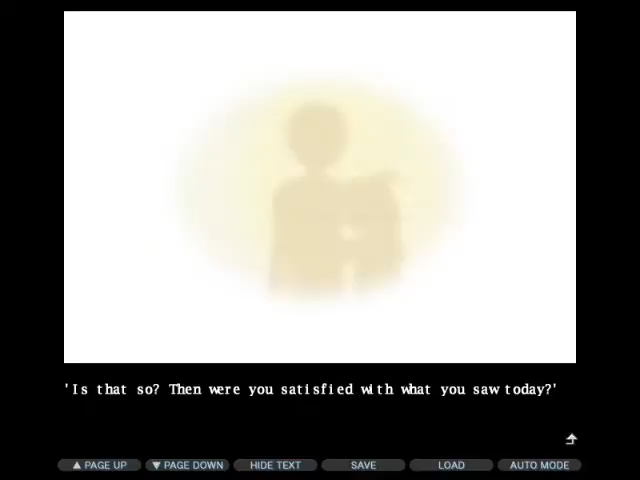 'Is that so? Then were you satisfied with what you saw today?'
▲ PAGE UP ▼ PAGE DOWN HIDE TEXT SAVE LOAD AUTO MODE